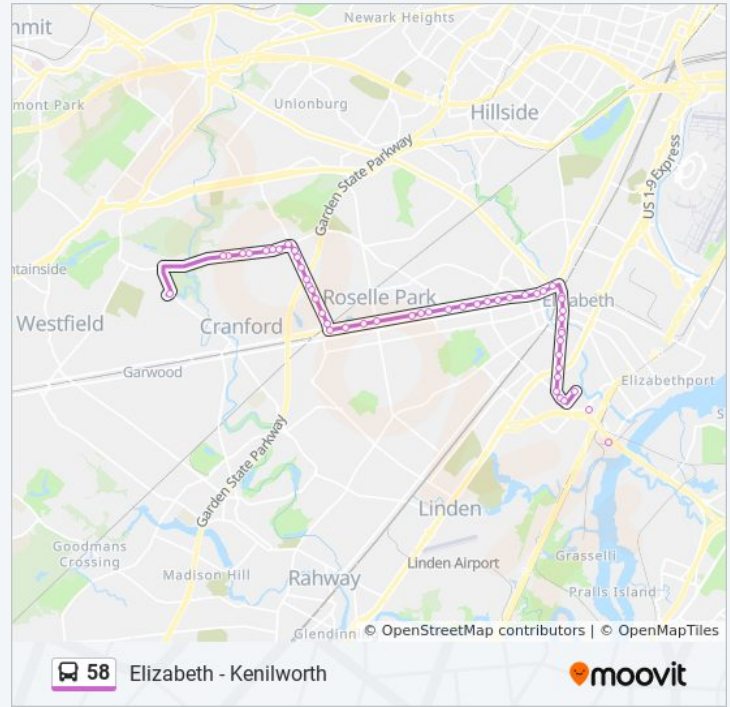 Newark Heights
mmit
mont Park
Unionburg
Hillside
Garden State Parkway
US 1-9 Express
ntainside
Roselle Park
Elizabeth
Westfield
Cranford
Garwood
Elizabethport
S
Garden State Parkway
Linden
Goodmans
Crossing
Linden Airport
Grasselli
Madison Hill
Rahway
Pralls Island
Glendinn
© OpenStreetMap contributors | © OpenMapTiles
58 Elizabeth - Kenilworth
moovit